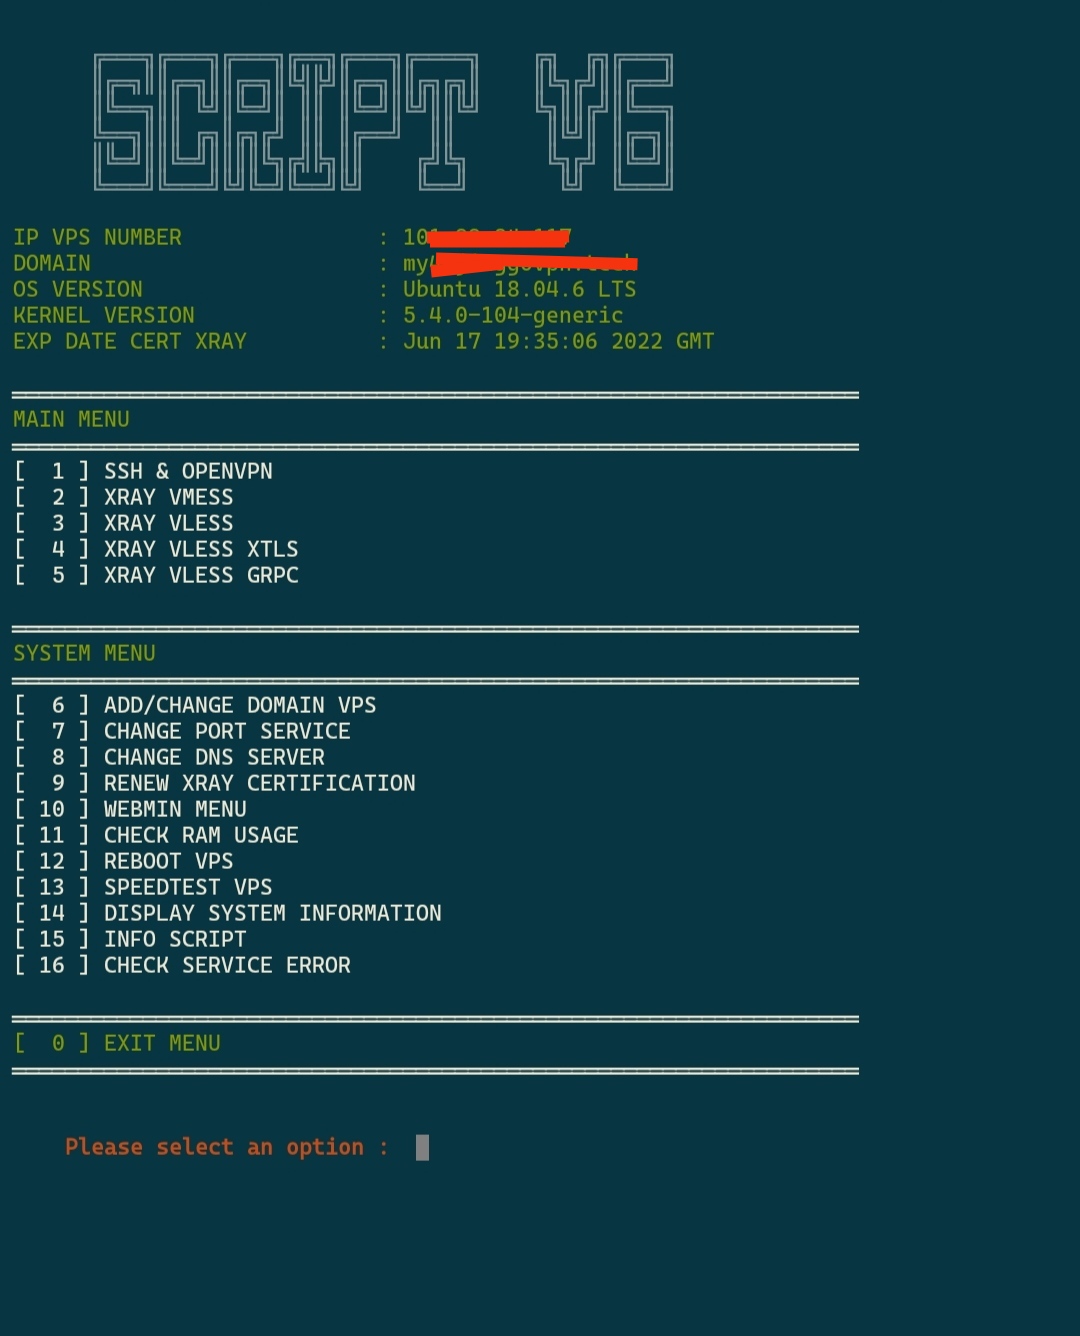 SCRIPT V6
IP VPS NUMBER : 
DOMAIN : 
OS VERSION : Ubuntu 18.04.6 LTS
KERNEL VERSION : 5.4.0-104-generic
EXP DATE CERT XRAY : Jun 17 19:35:06 2022 GMT
MAIN MENU
[ 1 ] SSH & OPENVPN
[ 2 ] XRAY VMESS
[ 3 ] XRAY VLESS
[ 4 ] XRAY VLESS XTLS
[ 5 ] XRAY VLESS GRPC
SYSTEM MENU
[ 6 ] ADD/CHANGE DOMAIN VPS
[ 7 ] CHANGE PORT SERVICE
[ 8 ] CHANGE DNS SERVER
[ 9 ] RENEW XRAY CERTIFICATION
[ 10 ] WEBMIN MENU
[ 11 ] CHECK RAM USAGE
[ 12 ] REBOOT VPS
[ 13 ] SPEEDTEST VPS
[ 14 ] DISPLAY SYSTEM INFORMATION
[ 15 ] INFO SCRIPT
[ 16 ] CHECK SERVICE ERROR
[ 0 ] EXIT MENU
Please select an option :